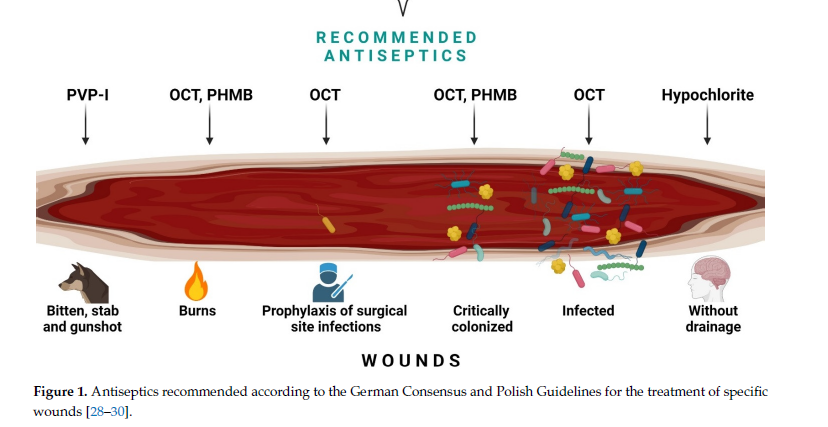 RECOMMENDED
ANTISEPTICS
PVP-I
OCT, PHMB
OCT
OCT, PHMB
OCT
Hypochlorite
Bitten, stab
and gunshot
Burns
Prophylaxis of surgical
site infections
Critically
colonized
Infected
Without
drainage
WOUNDS
Figure 1. Antiseptics recommended according to the German Consensus and Polish Guidelines for the treatment of specific
wounds [28–30].